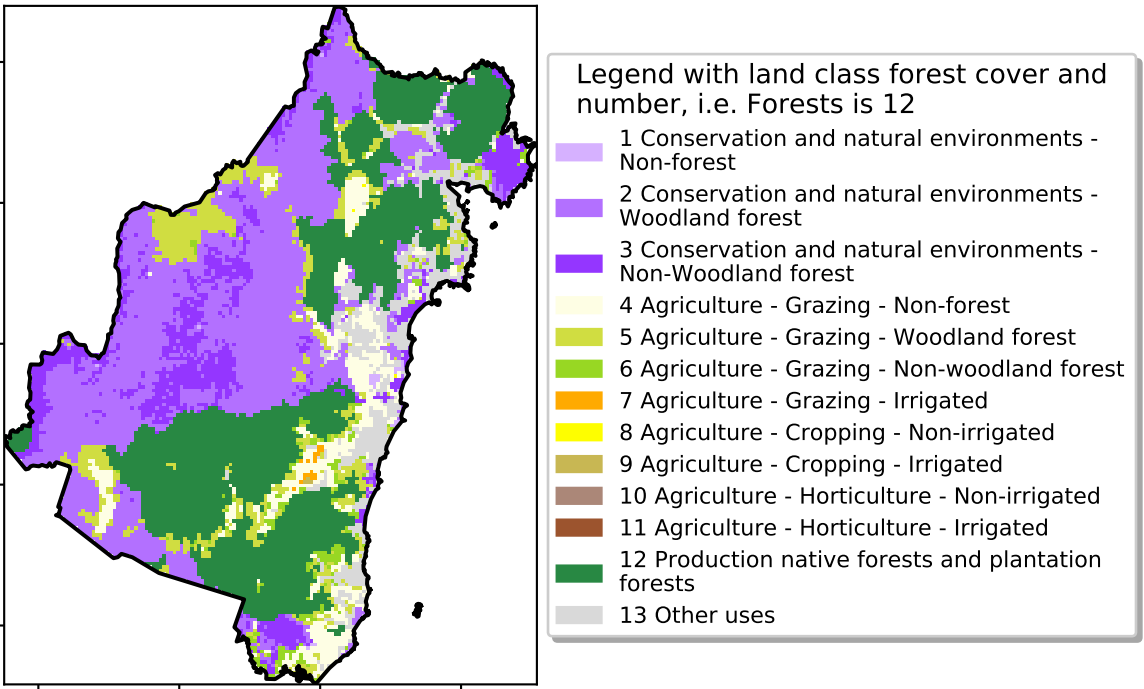 Legend with land class forest cover and
number, i.e. Forests is 12
1 Conservation and natural environments -
Non-forest
2 Conservation and natural environments -
Woodland forest
3 Conservation and natural environments -
Non-Woodland forest
4 Agriculture - Grazing - Non-forest
5 Agriculture - Grazing - Woodland forest
6 Agriculture - Grazing - Non-woodland forest
7 Agriculture - Grazing - Irrigated
8 Agriculture - Cropping - Non-irrigated
9 Agriculture - Cropping - Irrigated
10 Agriculture - Horticulture - Non-irrigated
11 Agriculture - Horticulture - Irrigated
12 Production native forests and plantation
forests
13 Other uses